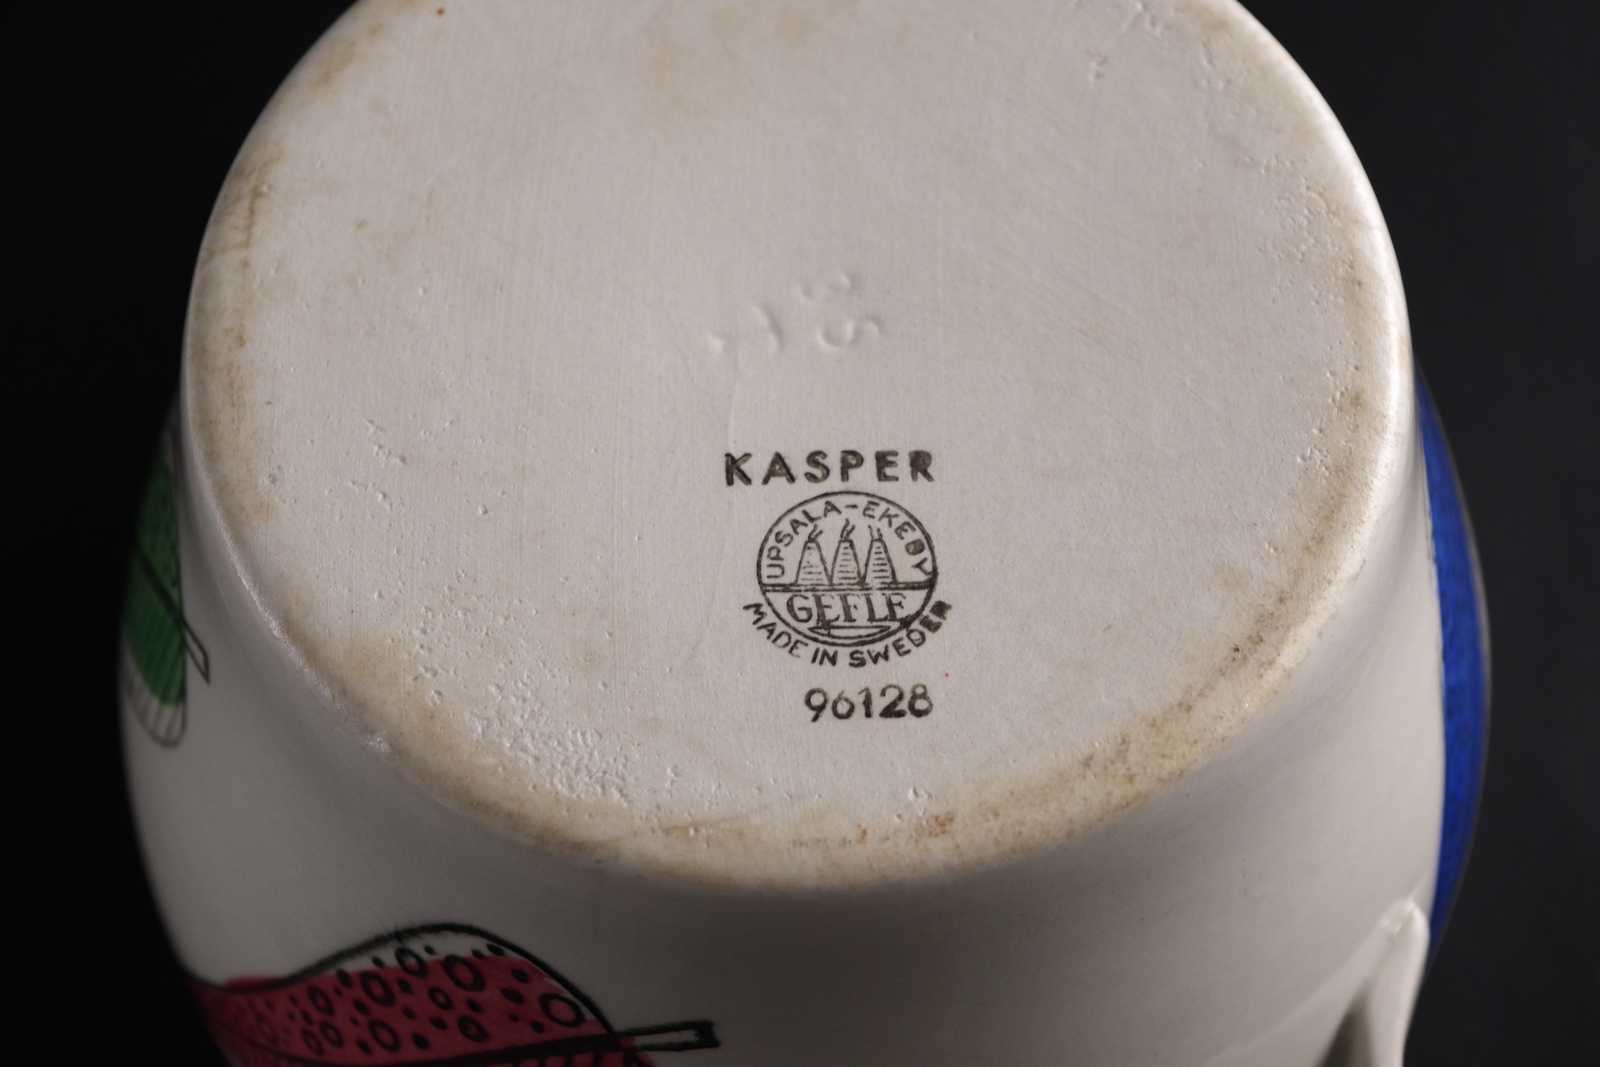 KASPER
UPSALA-EKEBY
GEFLE
MADE IN SWEDEN
96128